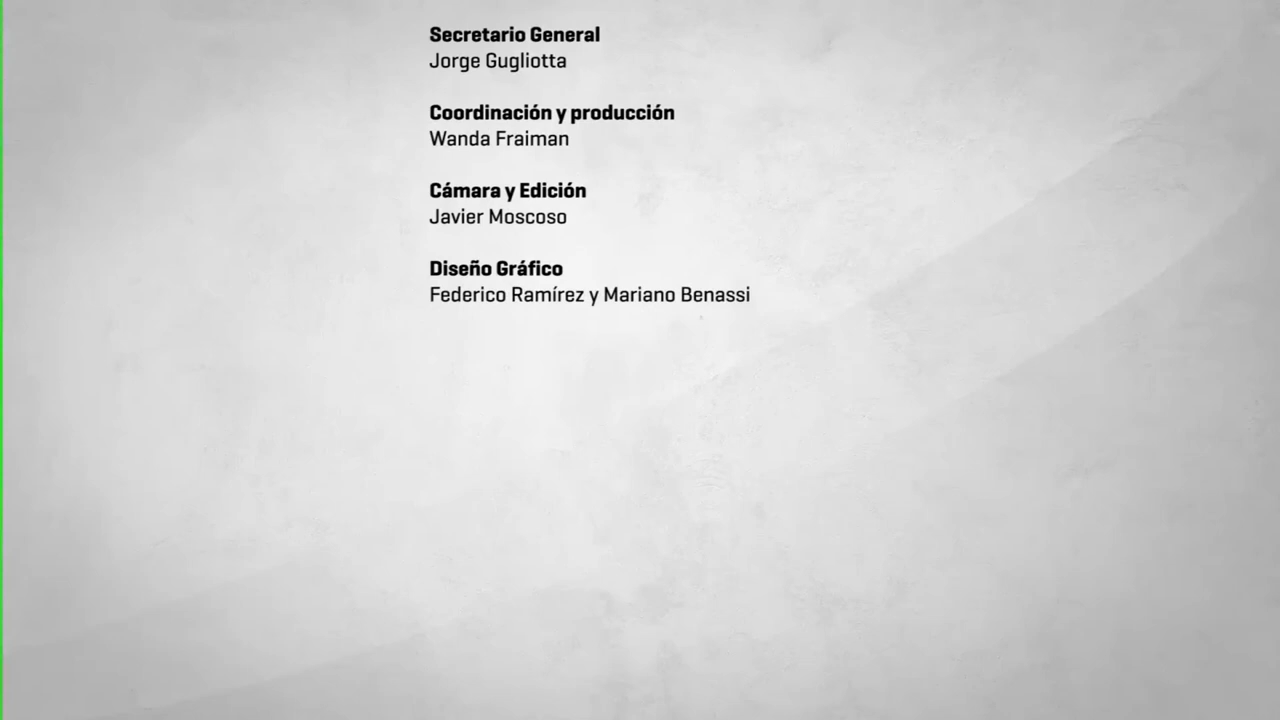 Secretario General
Jorge Gugliotta
Coordinación y producción
Wanda Fraiman
Cámara y Edición
Javier Moscoso
Diseño Gráfico
Federico Ramírez y Mariano Benassi